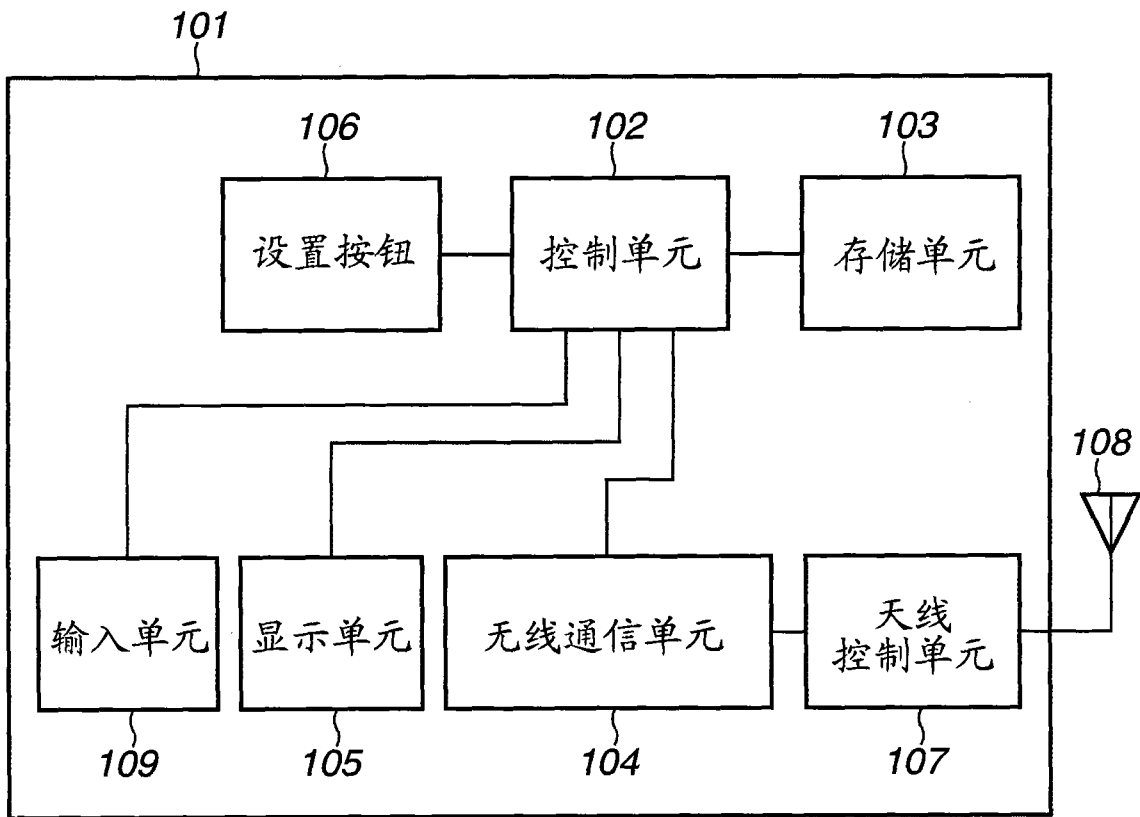 101
106
102
103
设置按钮
控制单元
存储单元
108
输入单元
显示单元
无线通信单元
天线
控制单元
109
105
104
107